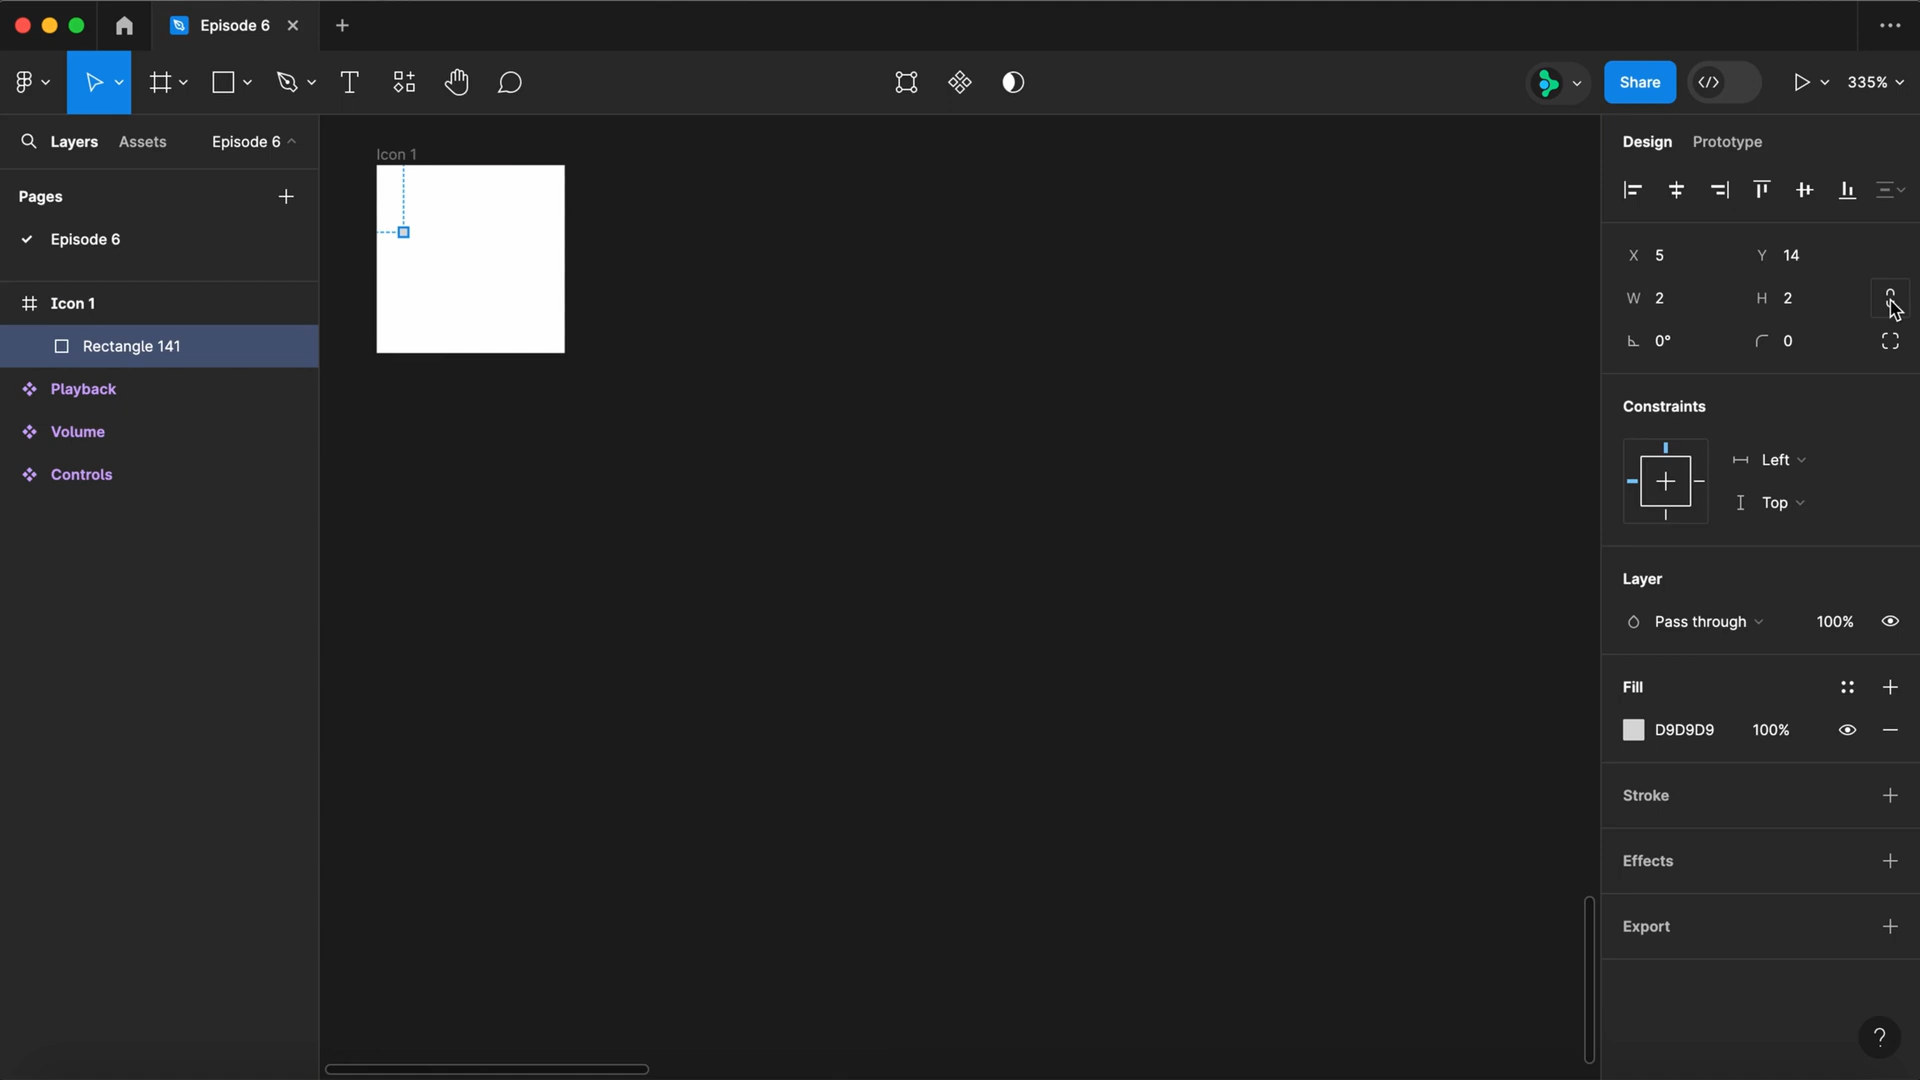 Episode 6
335%
Share
Layers Assets Episode 6
Pages
Episode 6
Icon 1
Rectangle 141
Playback
Volume
Controls
Icon 1
Design Prototype
X 5 Y 14
W 2 H 2
0° 0
Constraints
Left
Top
Layer
Pass through 100%
Fill
D9D9D9 100%
Stroke
Effects
Export
?